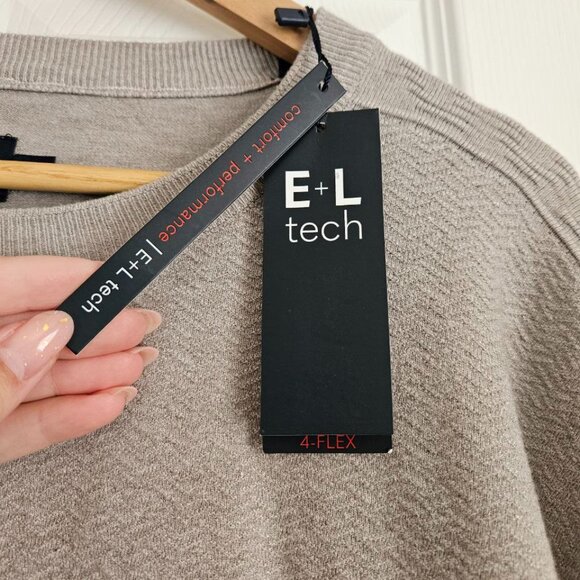 comfort + performance | E+L tech
E+L
tech
4-FLEX